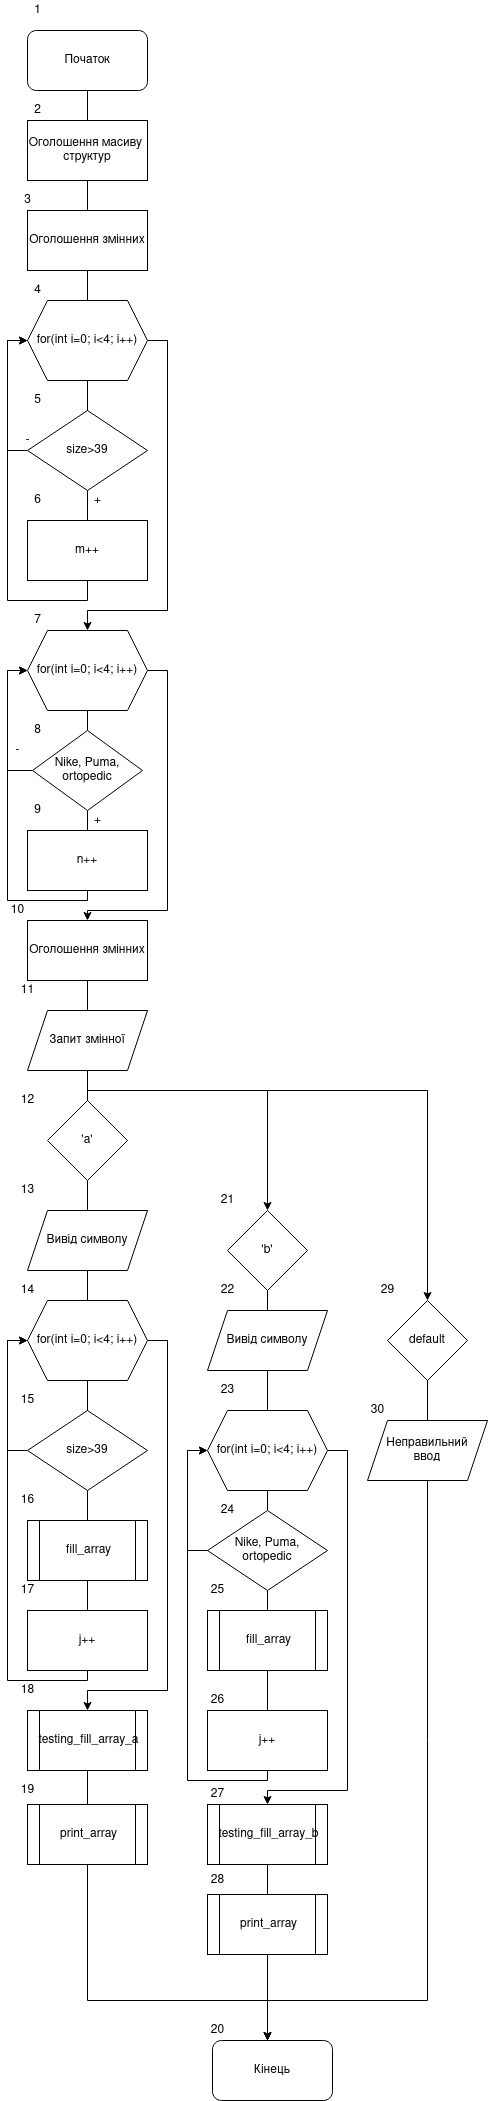 1
Початок
2
Оголошення масиву
структур
3
Оголошення змінних
4
for(int i=0; i<4; i++)
5
size>39
-
6
+
m++
7
for(int i=0; i<4; i++)
8
-
Nike, Puma,
ortopedic
9
+
n++
10
Оголошення змінних
11
Запит змінної
12
'a'
13
Вивід символу
14
for(int i=0; i<4; i++)
15
size>39
16
fill_array
17
j++
18
testing_fill_array_a
19
print_array
21
'b'
22
Вивід символу
23
for(int i=0; i<4; i++)
24
Nike, Puma,
ortopedic
25
fill_array
26
j++
27
testing_fill_array_b
28
print_array
29
default
30
Неправильний
ввод
20
Кінець